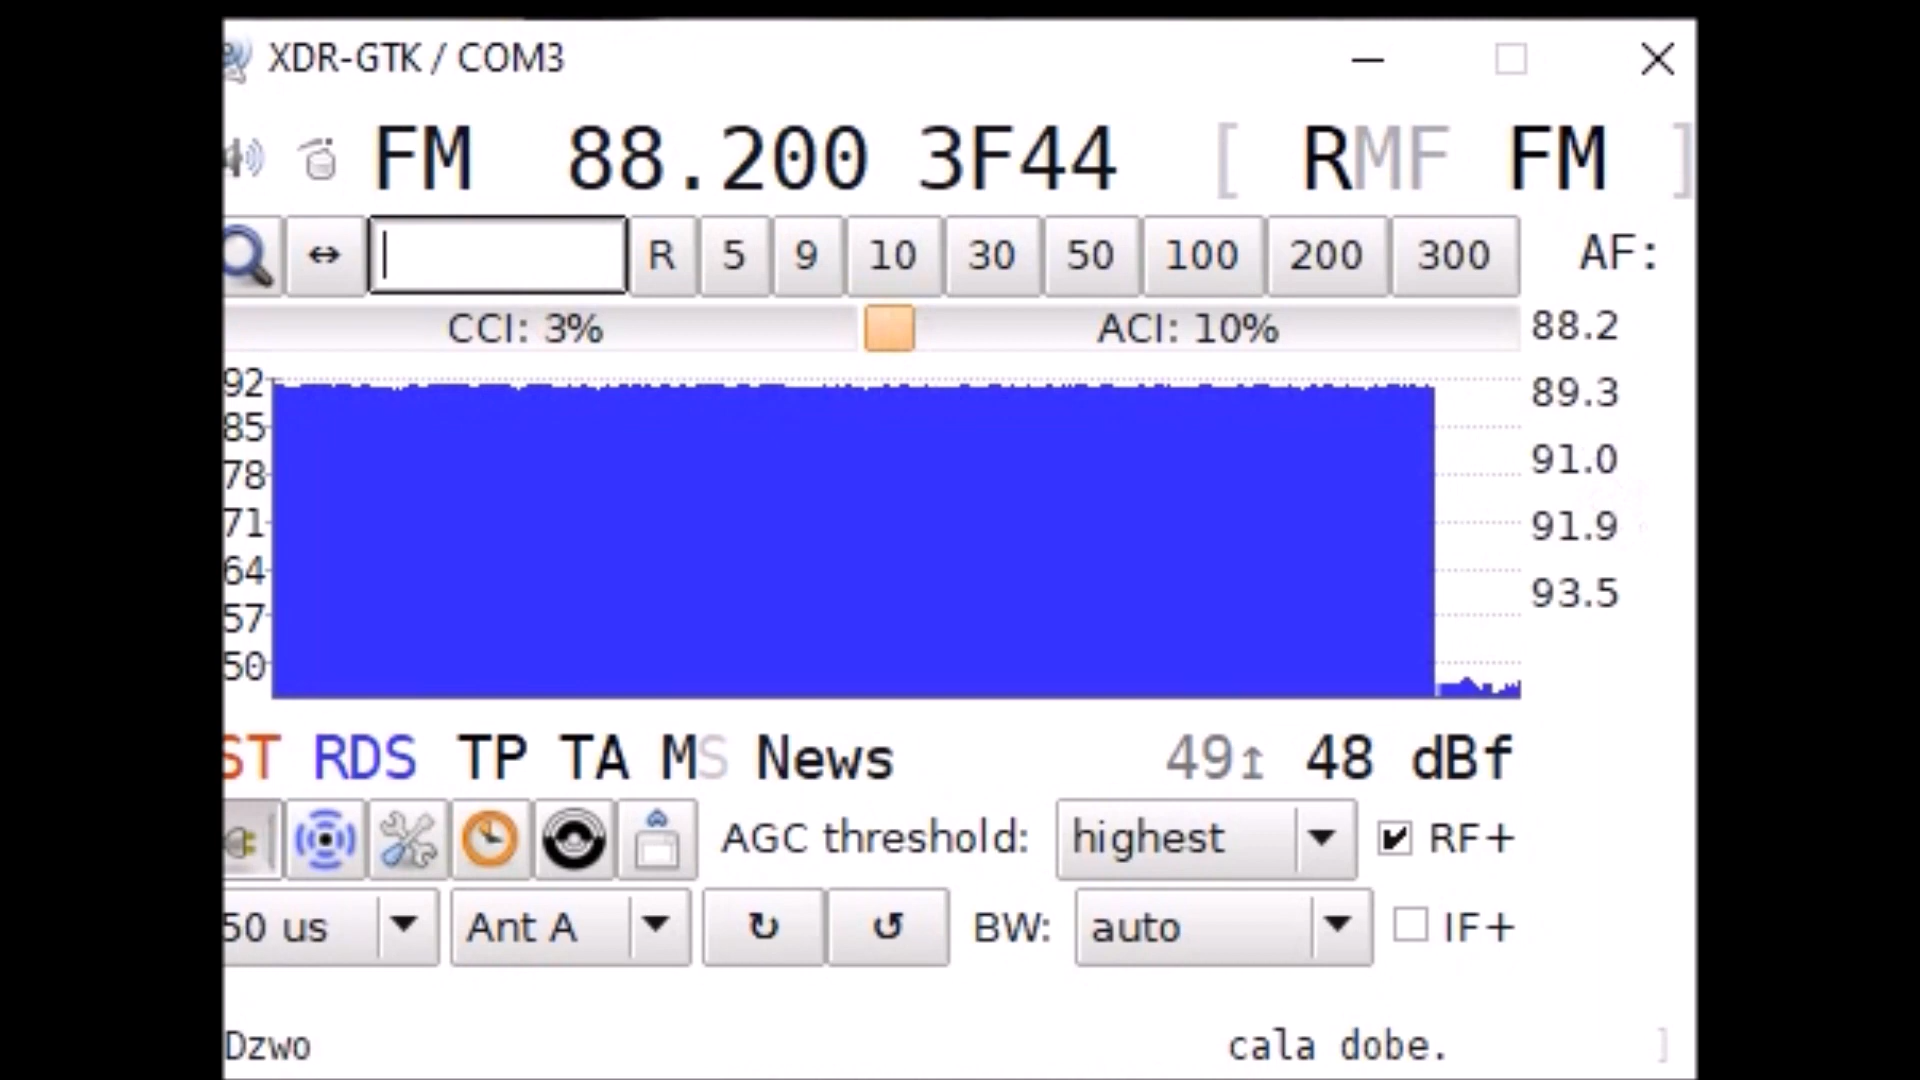 XDR-GTK / COM3
FM 88.200 3F44 [ RMF FM ]
R 5 9 10 30 50 100 200 300 AF:
CCI: 3% ACI: 10% 88.2
92 89.3
85
78 91.0
71 91.9
64 93.5
57
50
ST RDS TP TA MS News 49↥ 48 dBf
AGC threshold: highest RF+
50 us Ant A ↻ ↺ BW: auto IF+
Dzwo cala dobe. ]